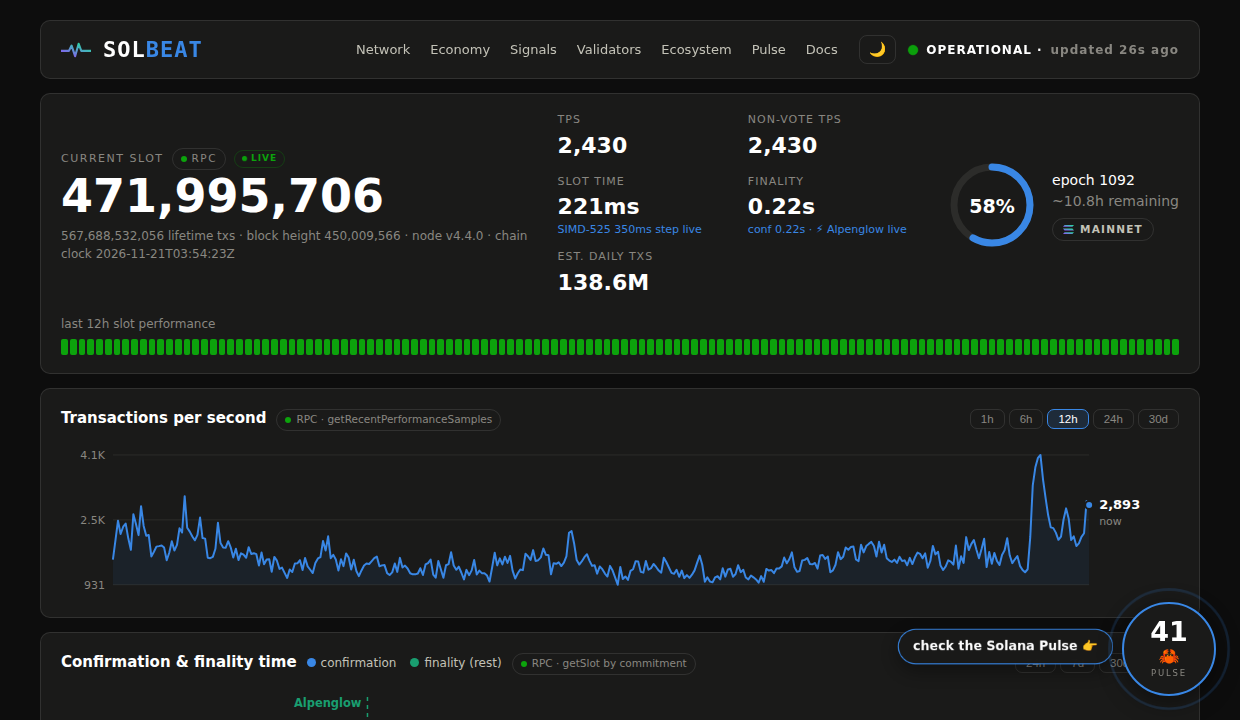 SOLBEAT
Network Economy Signals Validators Ecosystem Pulse Docs
OPERATIONAL · updated 26s ago
CURRENT SLOT RPC LIVE
471,995,706
567,688,532,056 lifetime txs · block height 450,009,566 · node v4.4.0 · chain
clock 2026-11-21T03:54:23Z
TPS
2,430
NON-VOTE TPS
2,430
SLOT TIME
221ms
SIMD-525 350ms step live
FINALITY
0.22s
conf 0.22s · ⚡ Alpenglow live
EST. DAILY TXS
138.6M
58%
epoch 1092
~10.8h remaining
MAINNET
last 12h slot performance
Transactions per second RPC · getRecentPerformanceSamples
1h 6h 12h 24h 30d
4.1K
2.5K
931
2,893
now
Confirmation & finality time confirmation finality (rest) RPC · getSlot by commitment
Alpenglow
check the Solana Pulse 👉
41
PULSE